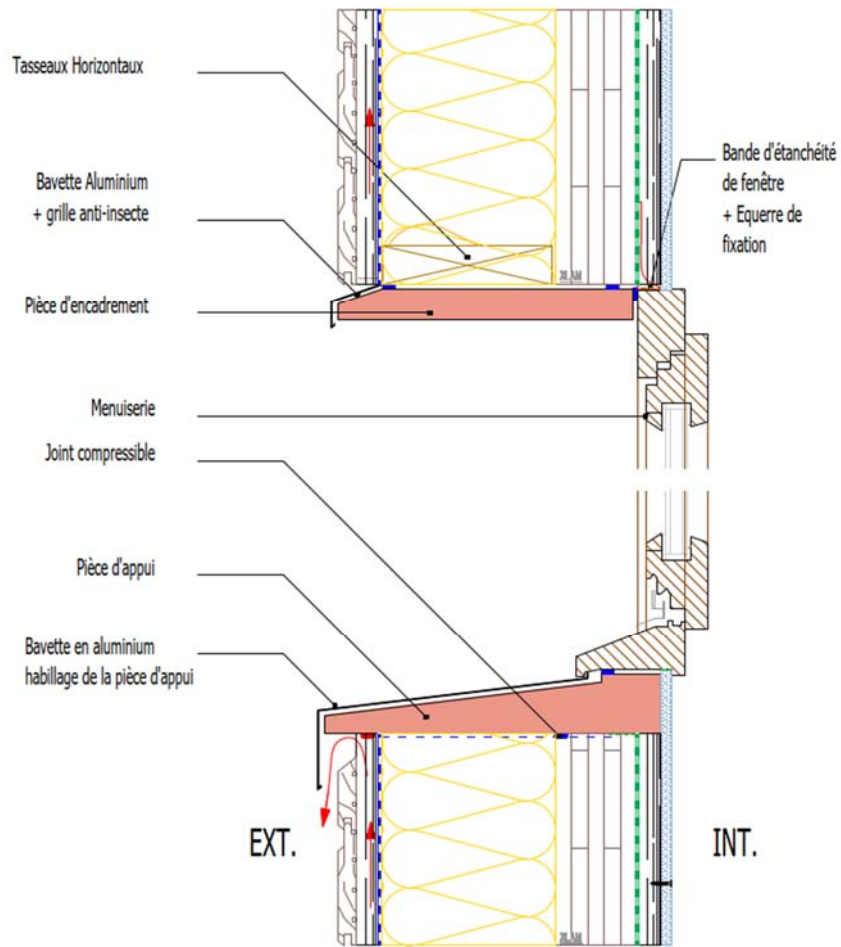 Tasseaux Horizontaux
Bavette Aluminium
+ grille anti-insecte
Pièce d'encadrement
Menuiserie
Joint compressible
Pièce d'appui
Bavette en aluminium
habillage de la pièce d'appui
Bande d'étanchéité
de fenêtre
+ Equerre de
fixation
EXT.
INT.